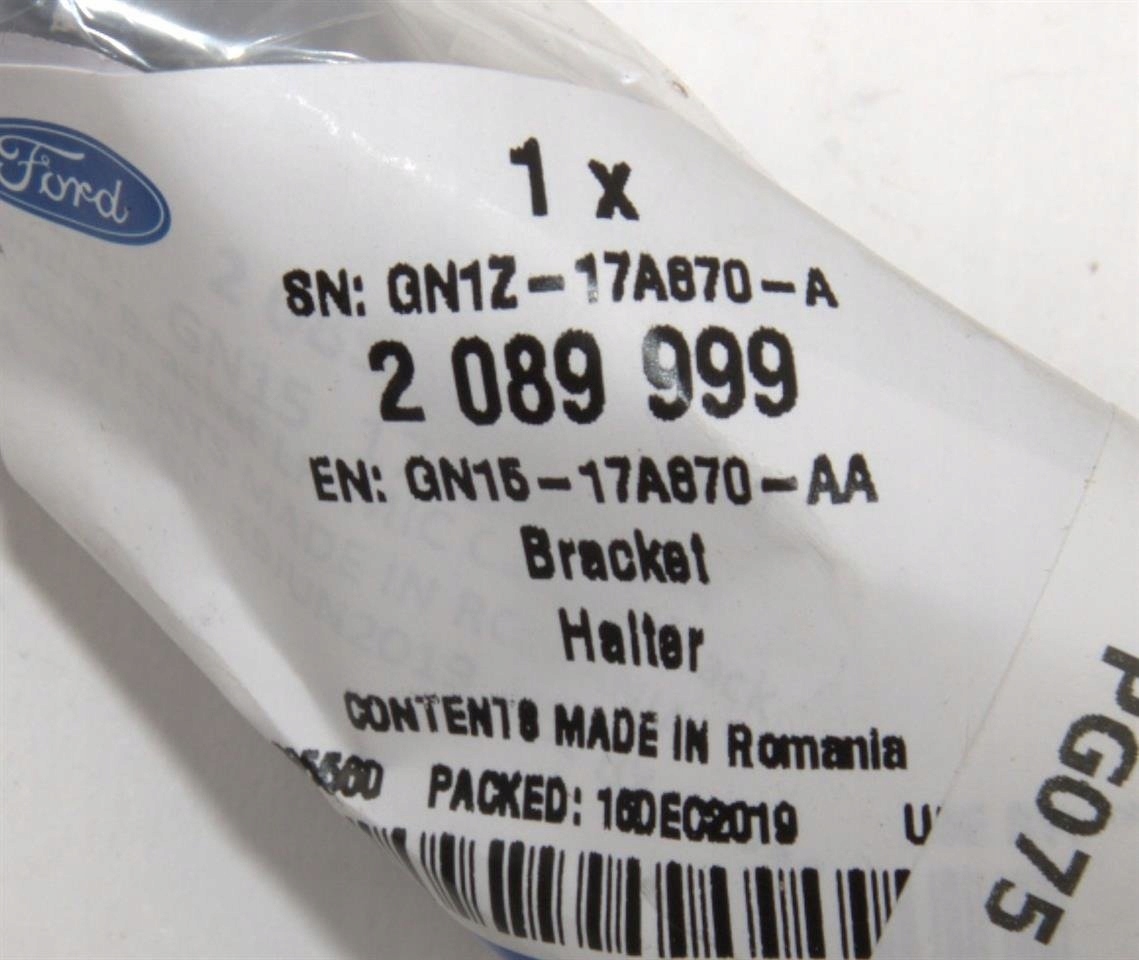 Ford
1 x
SN: GN1Z-17A870-A
2 089 999
EN: GN15-17A870-AA
Bracket
Halter
CONTENTS MADE IN Romania
PACKED: 16DEC2019
PG075